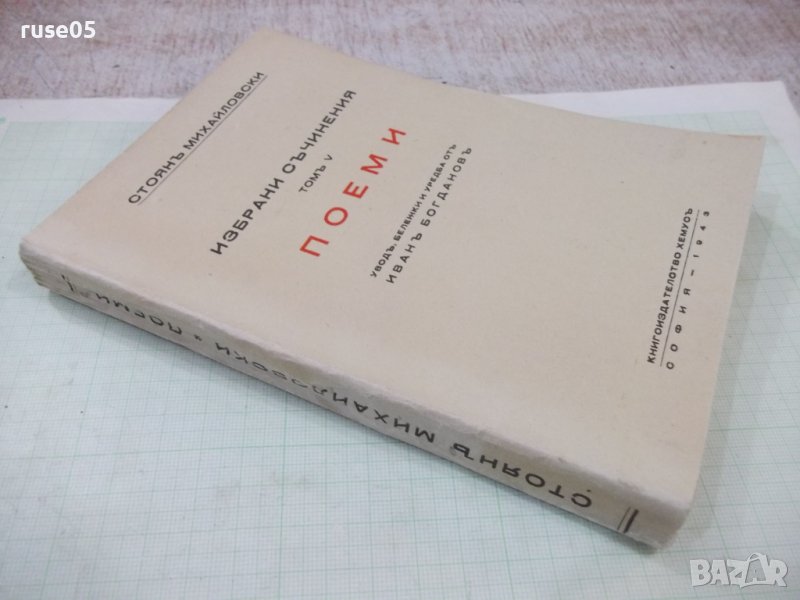 ruse05
СТОЯНЪ МИХАЙЛОВСКИ
ИЗБРАНИ СЪЧИНЕНИЯ
ТОМЪ V
ПОЕМИ
УВОДЪ, БЕЛЕЖКИ И УРЕДБА ОТЪ
ИВАНЪ БОГДАНОВЪ
КНИГОИЗДАТЕЛСТВО ХЕМУСЪ
СОФИЯ — 1943
СТОЯНЪ МИХАЙЛОВСКИ * ПОЕМИ
BAZAR